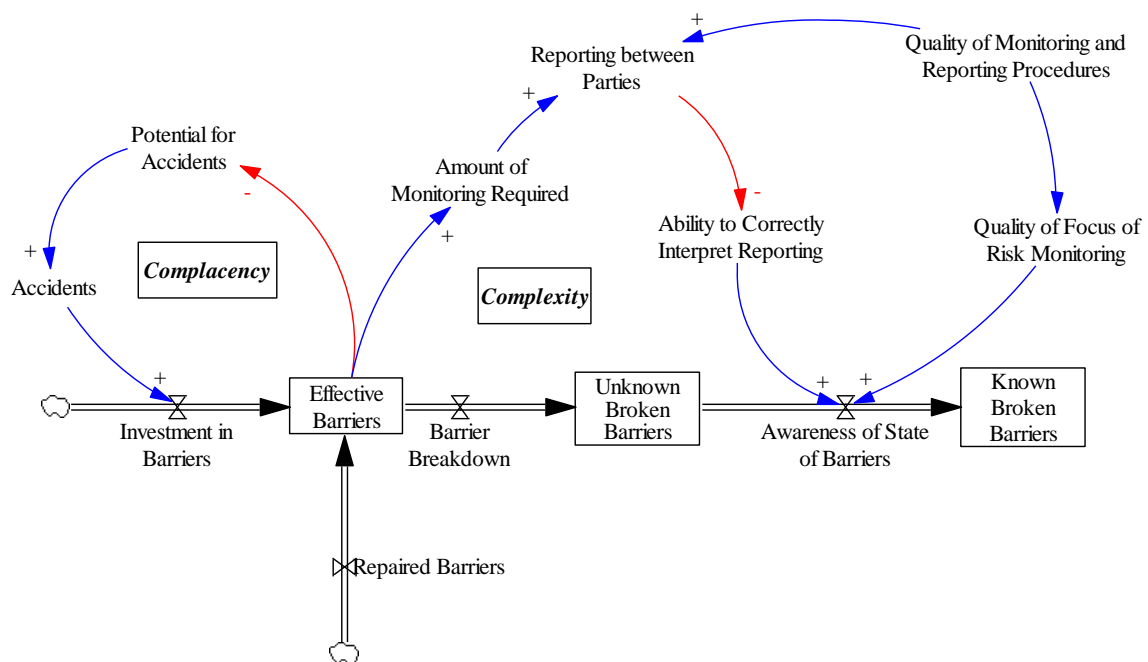 +
Reporting between
Parties
Quality of Monitoring and
Reporting Procedures
+
Potential for
Accidents
-
Amount of
Monitoring Required
+
-
Ability to Correctly
Interpret Reporting
Quality of Focus of
Risk Monitoring
+
Accidents
Complacency
Complexity
+
Investment in
Barriers
Effective
Barriers
Barrier
Breakdown
Unknown
Broken
Barriers
+
+
Awareness of State
of Barriers
Known
Broken
Barriers
Repaired Barriers